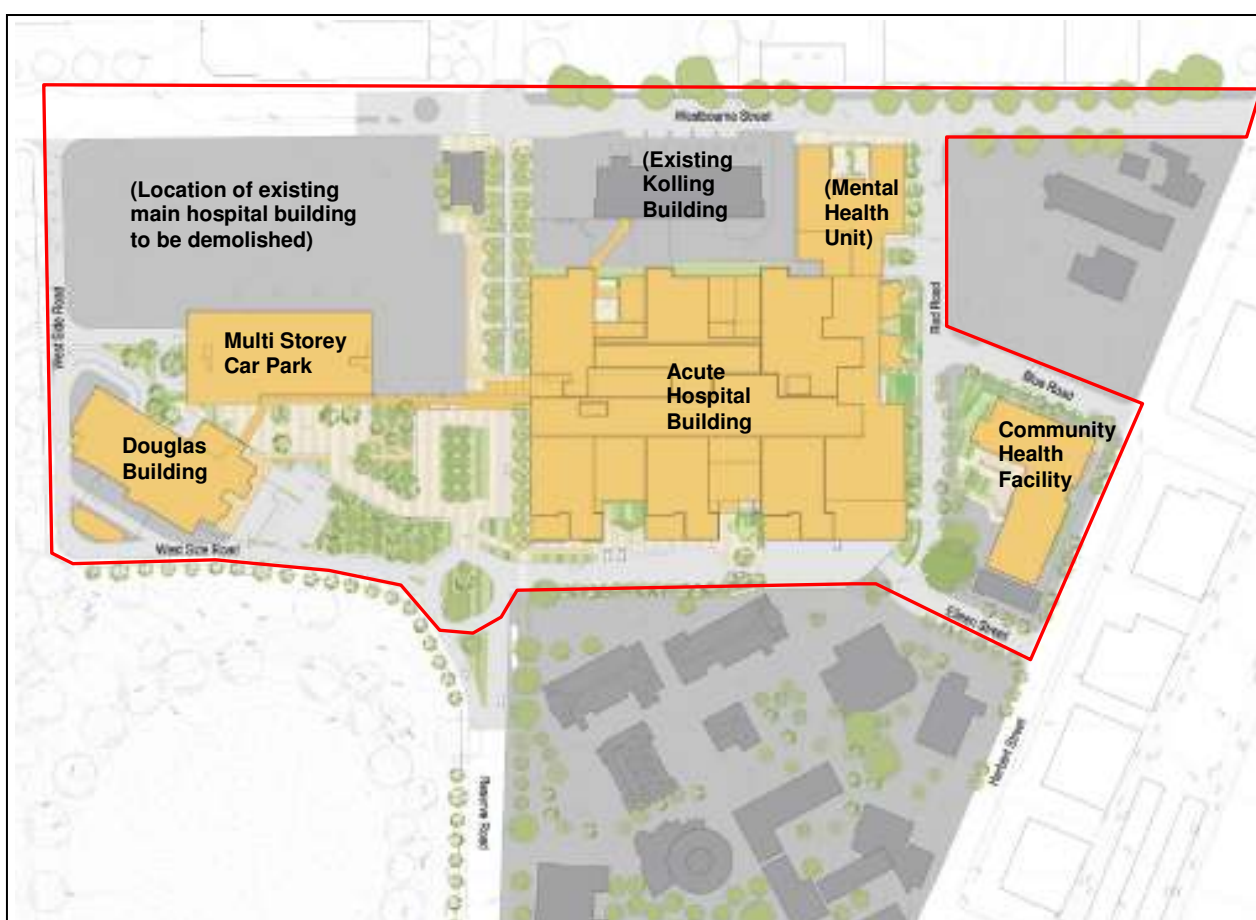 Westbourne Street
(Location of existing
main hospital building
to be demolished)
(Existing
Kolling
Building
(Mental
Health
Unit)
West Side Road
Red Road
Multi Storey
Car Park
Acute
Hospital
Building
Blue Road
Douglas
Building
Community
Health
Facility
West Side Road
Street
Herbert Street
Reserve Road